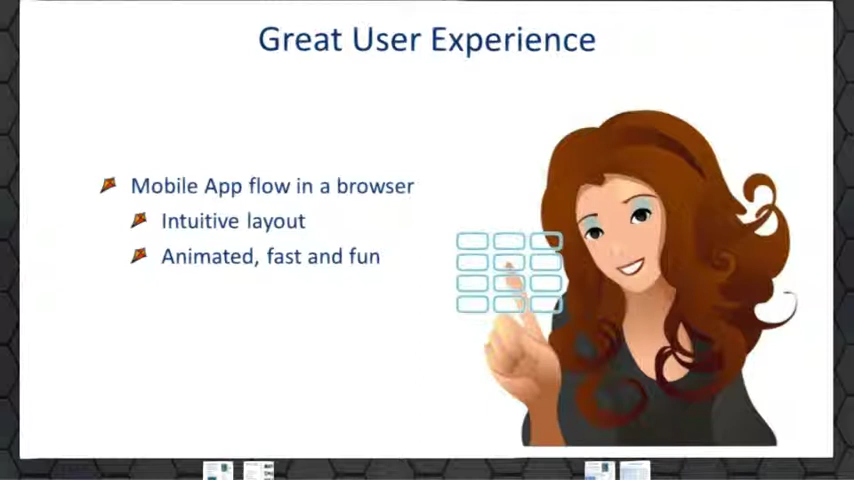 Great User Experience
Mobile App flow in a browser
Intuitive layout
Animated, fast and fun